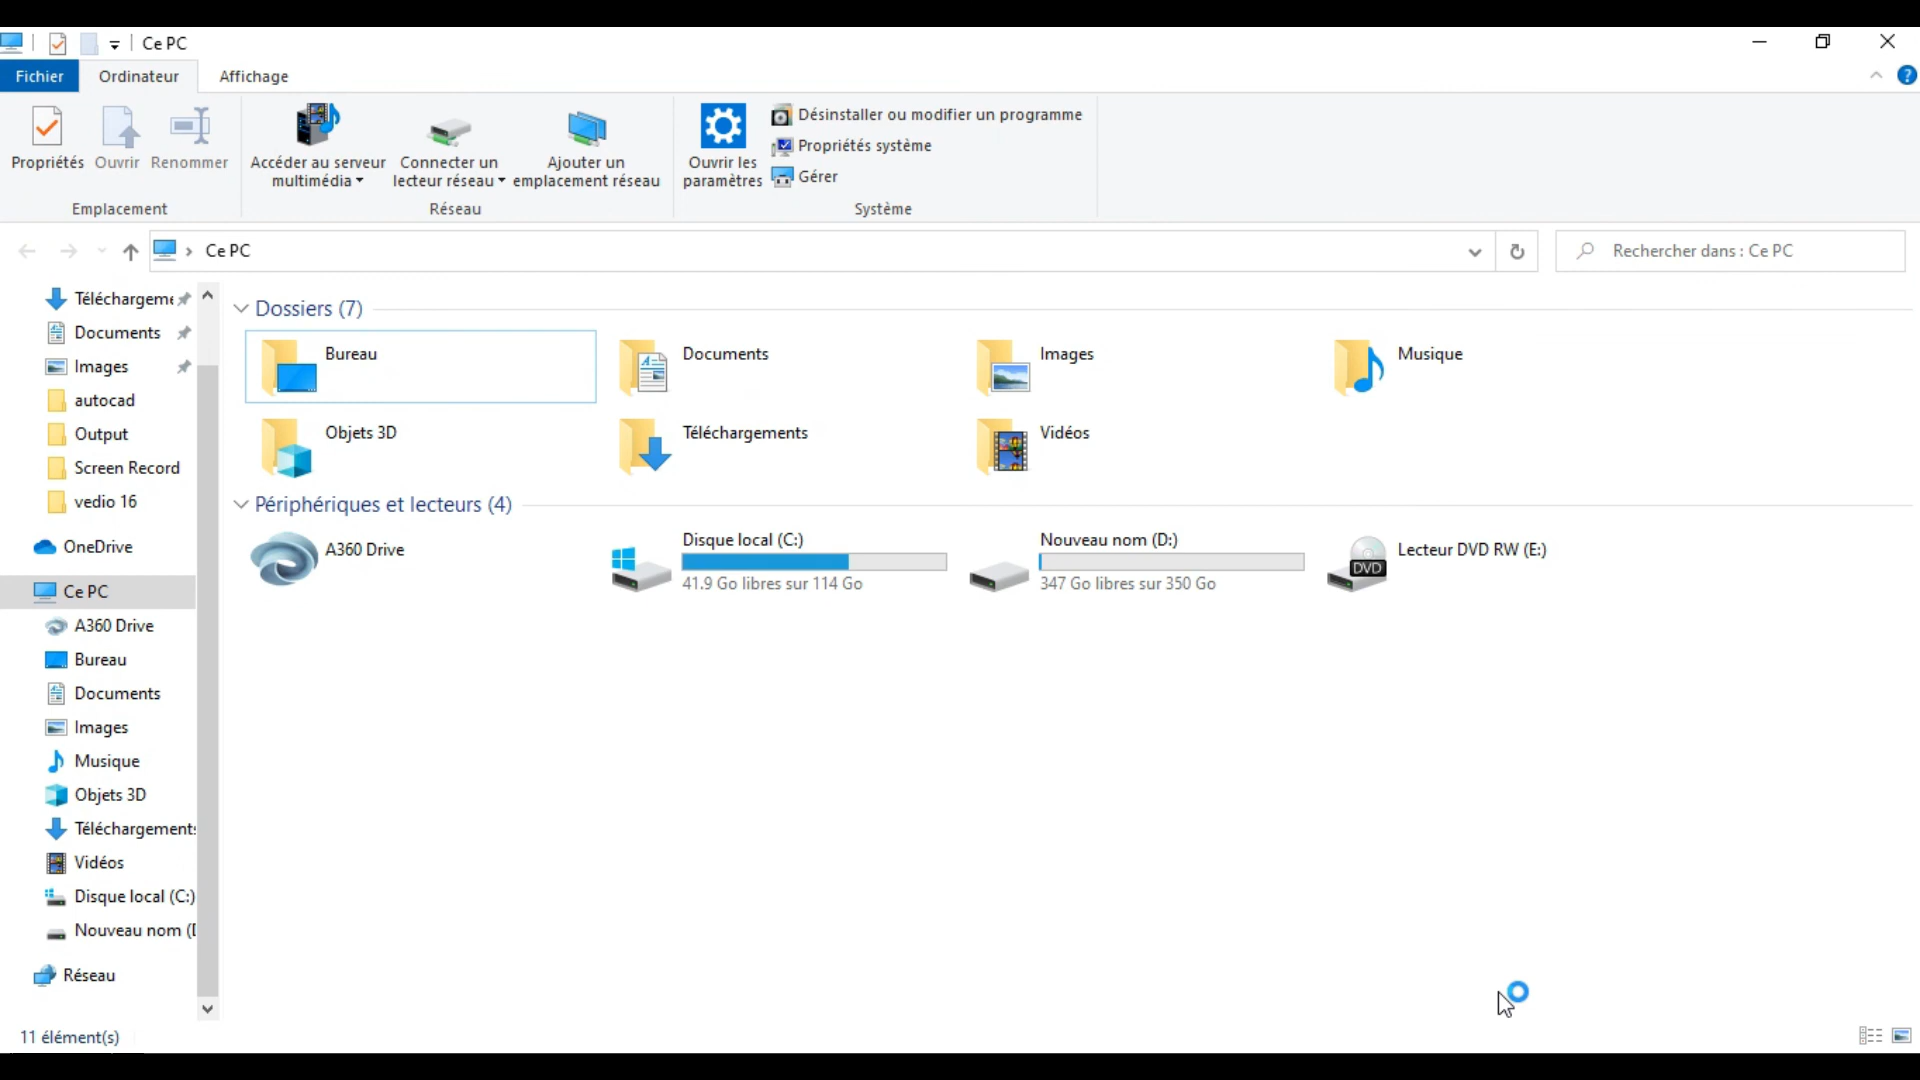 Ce PC
Fichier
Ordinateur
Affichage
Propriétés
Ouvrir
Renommer
Accéder au serveur
multimédia
Connecter un
lecteur réseau
Ajouter un
emplacement réseau
Ouvrir les
paramètres
Désinstaller ou modifier un programme
Propriétés système
Gérer
Emplacement
Réseau
Système
Ce PC
Rechercher dans : Ce PC
Téléchargeme
Documents
Images
autocad
Output
Screen Record
vedio 16
OneDrive
Ce PC
A360 Drive
Bureau
Documents
Images
Musique
Objets 3D
Téléchargements
Vidéos
Disque local (C:)
Nouveau nom (D
Réseau
Dossiers (7)
Bureau
Documents
Images
Musique
Objets 3D
Téléchargements
Vidéos
Périphériques et lecteurs (4)
A360 Drive
Disque local (C:)
41.9 Go libres sur 114 Go
Nouveau nom (D:)
347 Go libres sur 350 Go
DVD
Lecteur DVD RW (E:)
11 élément(s)